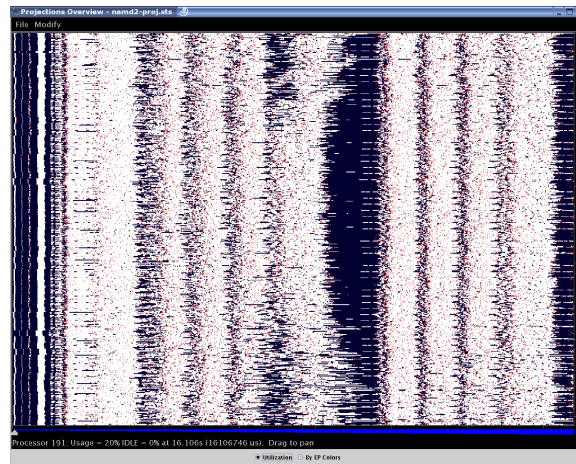 Projections Overview - namd2-proj.sts
File Modify
Processor 191: Usage = 20% IDLE = 0% at 16.106s (16106746 us). Drag to pan
Utilization By EP Colors